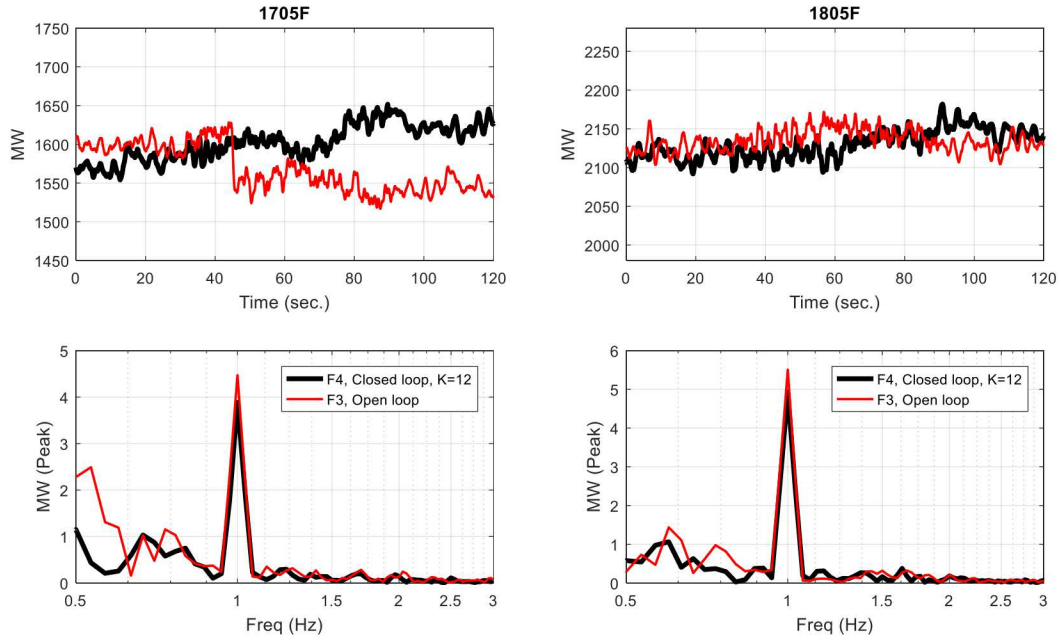 1705F
1750
1700
1650
1600
1550
1500
1450
MW
0 20 40 60 80 100 120
Time (sec.)
1805F
2250
2200
2150
2100
2050
2000
MW
0 20 40 60 80 100 120
Time (sec.)
5
4
3
2
1
0
MW (Peak)
F4, Closed loop, K=12
F3, Open loop
0.5 1 1.5 2 2.5 3
Freq (Hz)
6
5
4
3
2
1
0
MW (Peak)
F4, Closed loop, K=12
F3, Open loop
0.5 1 1.5 2 2.5 3
Freq (Hz)